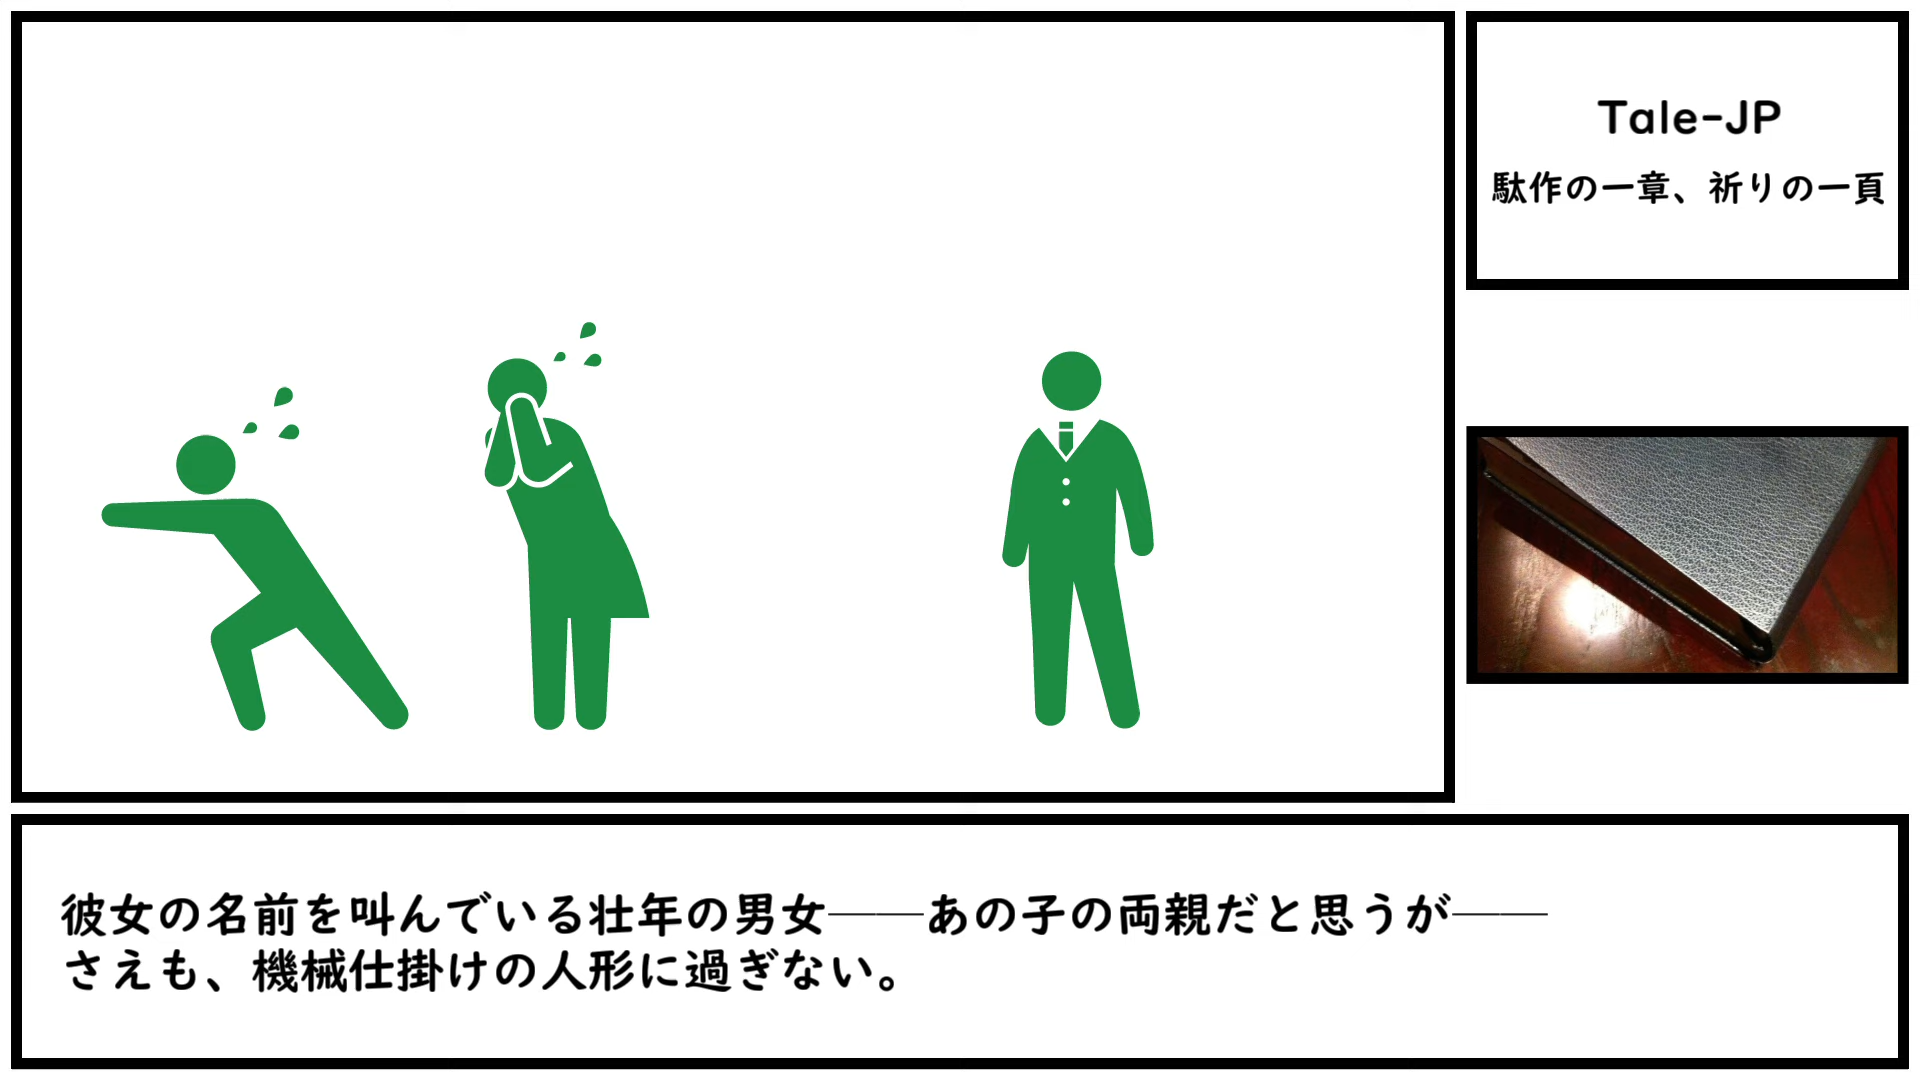 Tale-JP
駄作の一章、祈りの一頁
彼女の名前を叫んでいる壮年の男女――あの子の両親だと思うが――
さえも、機械仕掛けの人形に過ぎない。